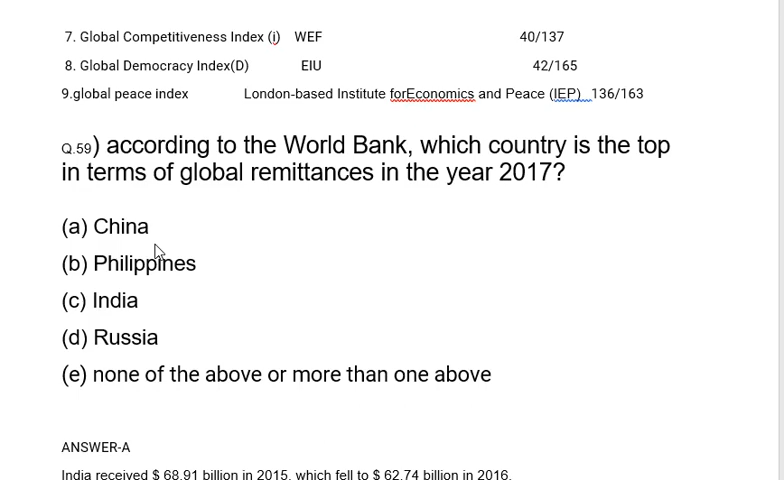 7. Global Competitiveness Index (i) WEF 40/137
8. Global Democracy Index(D) EIU 42/165
9.global peace index London-based Institute forEconomics and Peace (IEP) 136/163
Q.59) according to the World Bank, which country is the top
in terms of global remittances in the year 2017?
(a) China
(b) Philippines
(c) India
(d) Russia
(e) none of the above or more than one above
ANSWER-A
India received $ 68.91 billion in 2015, which fell to $ 62.74 billion in 2016.